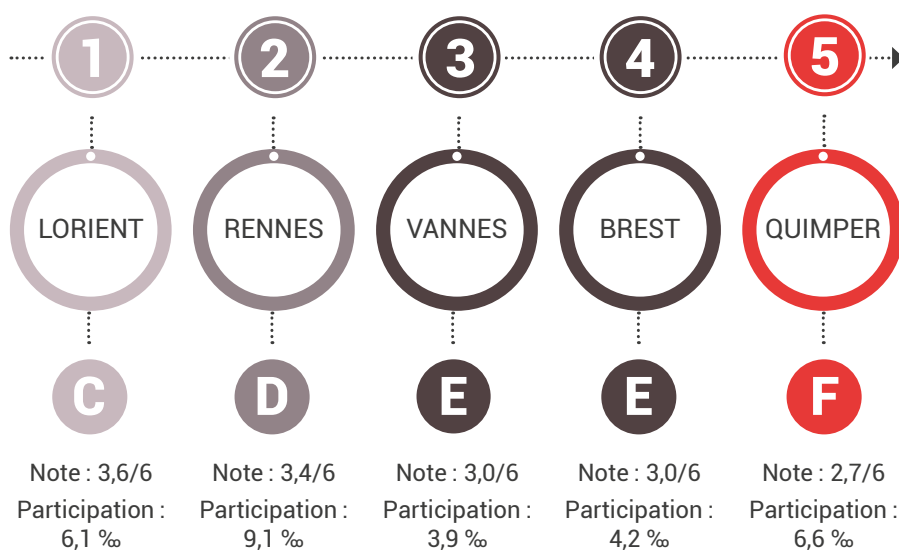 1 2 3 4 5
LORIENT RENNES VANNES BREST QUIMPER
C D E E F
Note : 3,6/6 Note : 3,4/6 Note : 3,0/6 Note : 3,0/6 Note : 2,7/6
Participation : Participation : Participation : Participation : Participation :
6,1 ‰ 9,1 ‰ 3,9 ‰ 4,2 ‰ 6,6 ‰